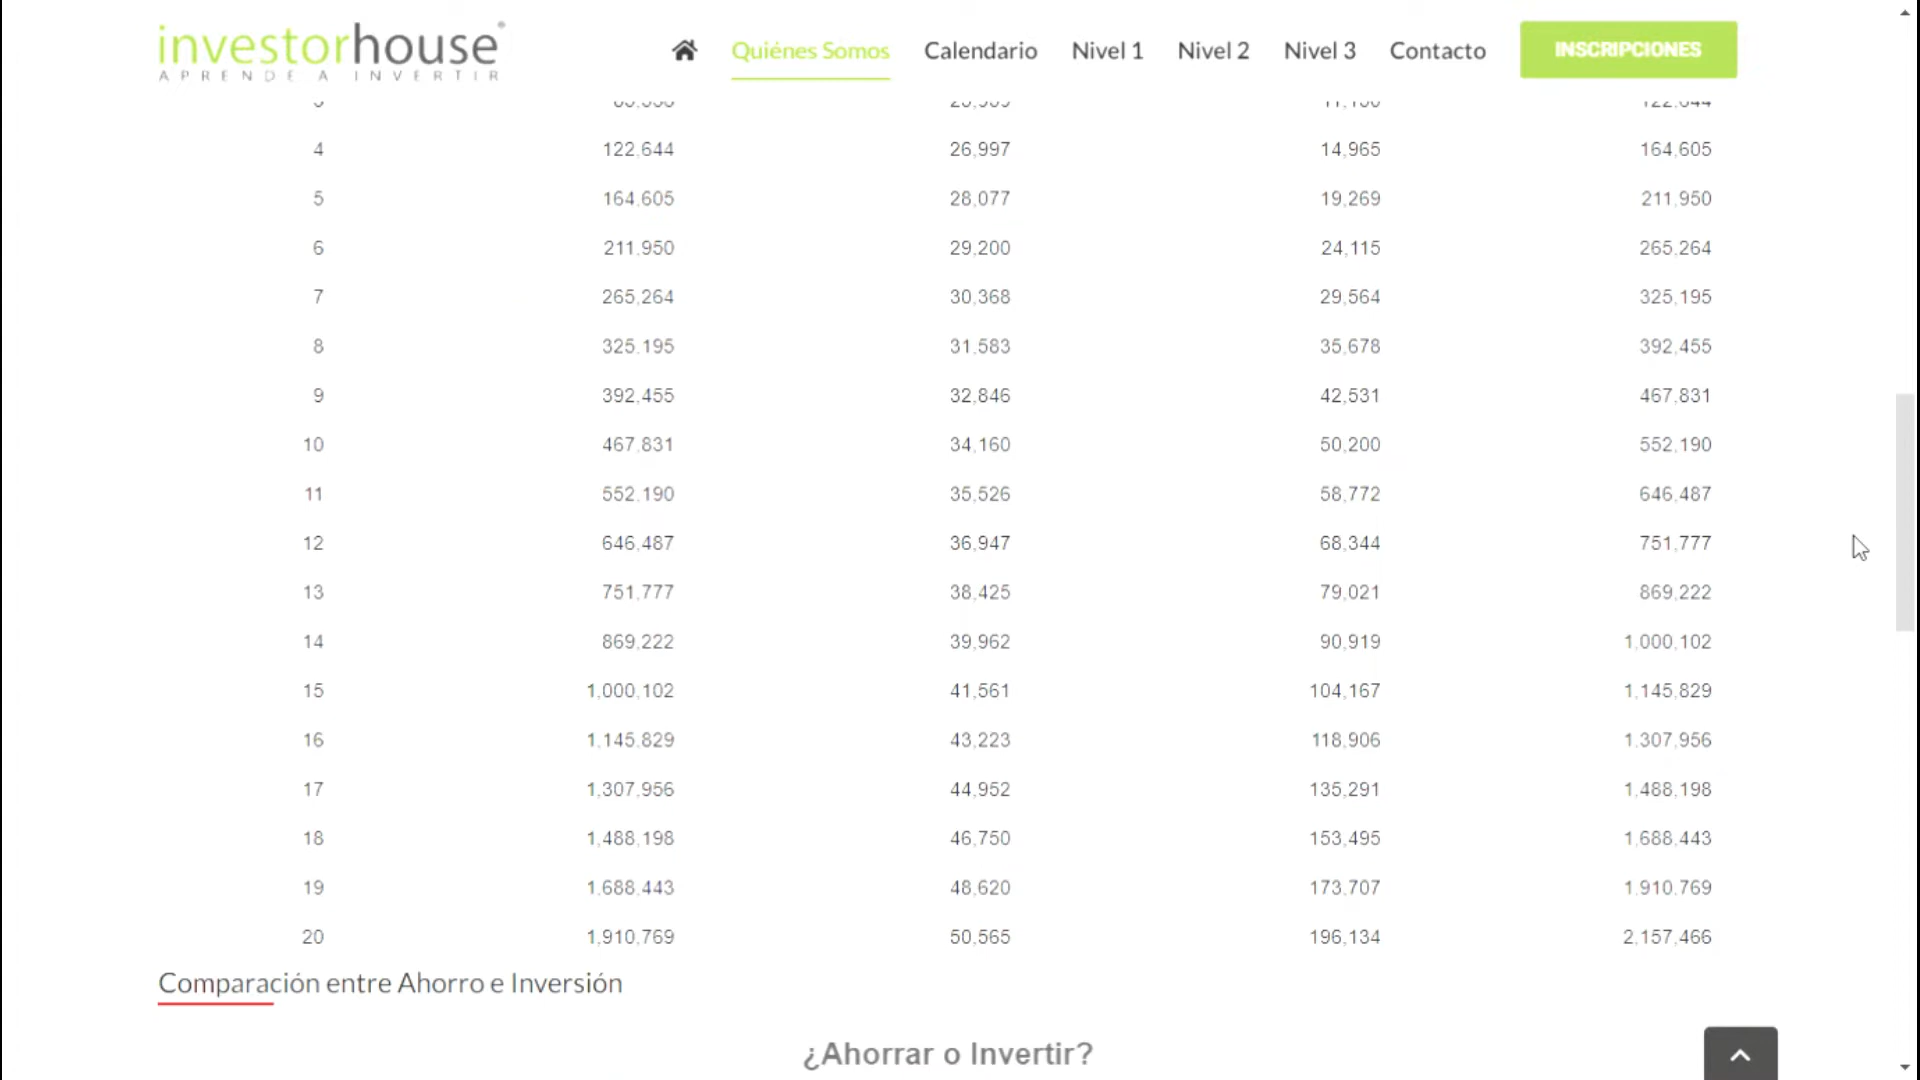 investorhouse®
APRENDE A INVERTIR
Quiénes Somos Calendario Nivel 1 Nivel 2 Nivel 3 Contacto INSCRIPCIONES
122,644
4 122,644 26,997 14,965 164,605
5 164,605 28,077 19,269 211,950
6 211,950 29,200 24,115 265,264
7 265,264 30,368 29,564 325,195
8 325,195 31,583 35,678 392,455
9 392,455 32,846 42,531 467,831
10 467,831 34,160 50,200 552,190
11 552,190 35,526 58,772 646,487
12 646,487 36,947 68,344 751,777
13 751,777 38,425 79,021 869,222
14 869,222 39,962 90,919 1,000,102
15 1,000,102 41,561 104,167 1,145,829
16 1,145,829 43,223 118,906 1,307,956
17 1,307,956 44,952 135,291 1,488,198
18 1,488,198 46,750 153,495 1,688,443
19 1,688,443 48,620 173,707 1,910,769
20 1,910,769 50,565 196,134 2,157,466
Comparación entre Ahorro e Inversión
¿Ahorrar o Invertir?